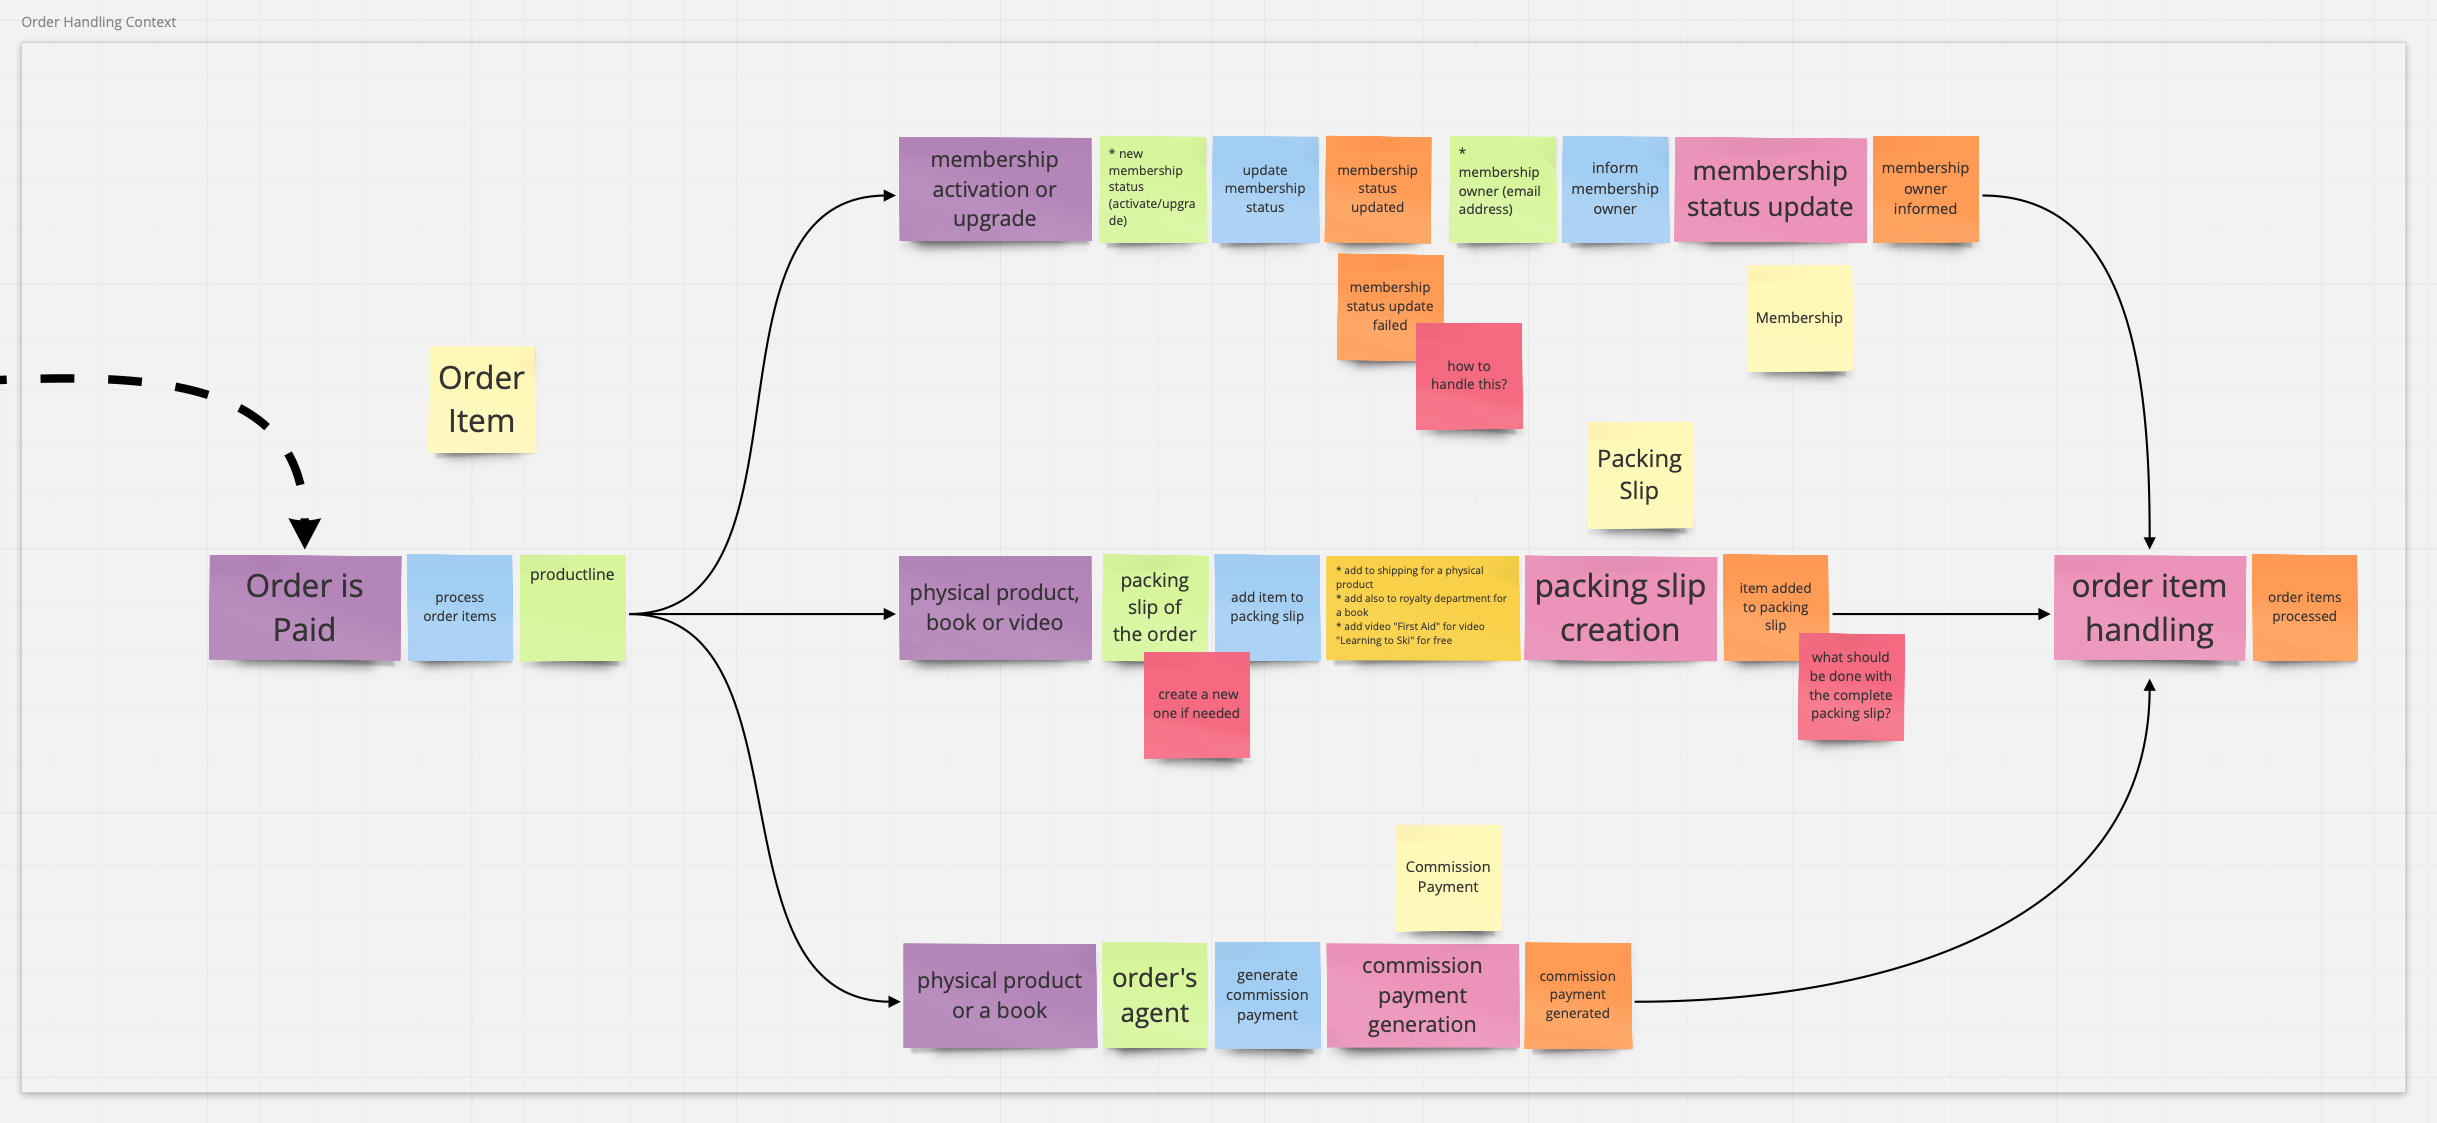 Order Handling Context
membership
activation or
upgrade
* new
membership
status
(activate/upgra
de)
update
membership
status
membership
status
updated
*
membership
owner (email
address)
inform
membership
owner
membership
status update
membership
owner
informed
membership
status update
failed
how to
handle this?
Membership
Order
Item
Packing
Slip
Order is
Paid
process
order items
productline
physical product,
book or video
packing
slip of
the order
create a new
one if needed
add item to
packing slip
* add to shipping for a physical
product
* add also to royalty department for
a book
* add video "First Aid" for video
"Learning to Ski" for free
packing slip
creation
item added
to packing
slip
what should
be done with
the complete
packing slip?
order item
handling
order items
processed
Commission
Payment
physical product
or a book
order's
agent
generate
commission
payment
commission
payment
generation
commission
payment
generated